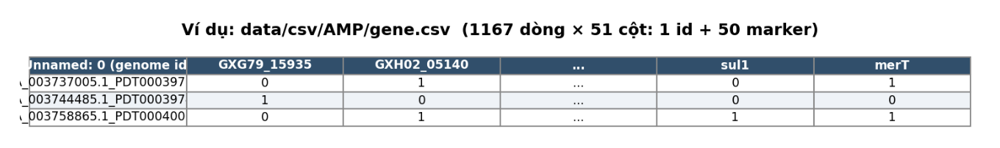 Ví dụ: data/csv/AMP/gene.csv (1167 dòng × 51 cột: 1 id + 50 marker)
Unnamed: 0 (genome id GXG79_15935 GXH02_05140 ... sul1 merT
_003737005.1_PDT000397 0 1 ... 0 1
_003744485.1_PDT000397 1 0 ... 0 0
_003758865.1_PDT000400 0 1 ... 1 1